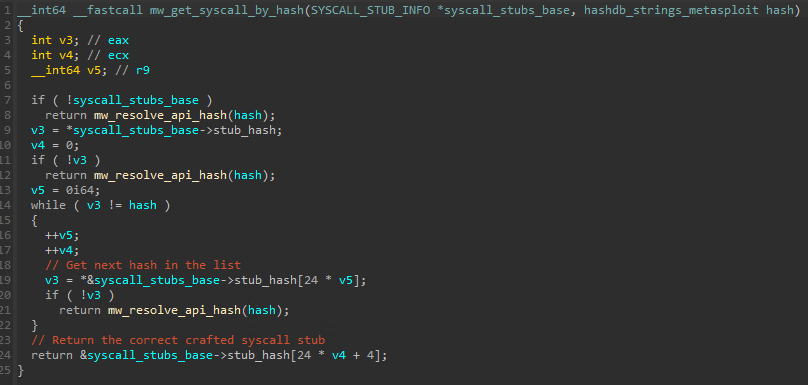 1 __int64 __fastcall mw_get_syscall_by_hash(SYSCALL_STUB_INFO *syscall_stubs_base, hashdb_strings_metasploit hash)
2 {
3 int v3; // eax
4 int v4; // ecx
5 __int64 v5; // r9
6
7 if ( !syscall_stubs_base )
8 return mw_resolve_api_hash(hash);
9 v3 = *syscall_stubs_base->stub_hash;
10 v4 = 0;
11 if ( !v3 )
12 return mw_resolve_api_hash(hash);
13 v5 = 0i64;
14 while ( v3 != hash )
15 {
16 ++v5;
17 ++v4;
18 // Get next hash in the list
19 v3 = *&syscall_stubs_base->stub_hash[24 * v5];
20 if ( !v3 )
21 return mw_resolve_api_hash(hash);
22 }
23 // Return the correct crafted syscall stub
24 return &syscall_stubs_base->stub_hash[24 * v4 + 4];
25 }